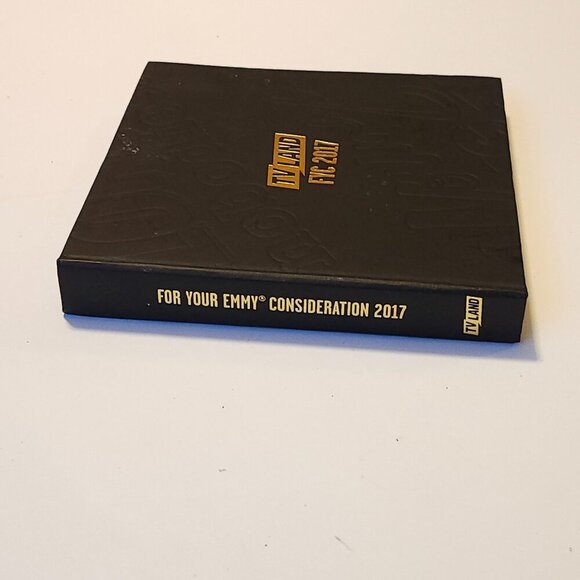 TV LAND
FYC 2017
FOR YOUR EMMY® CONSIDERATION 2017
TV LAND